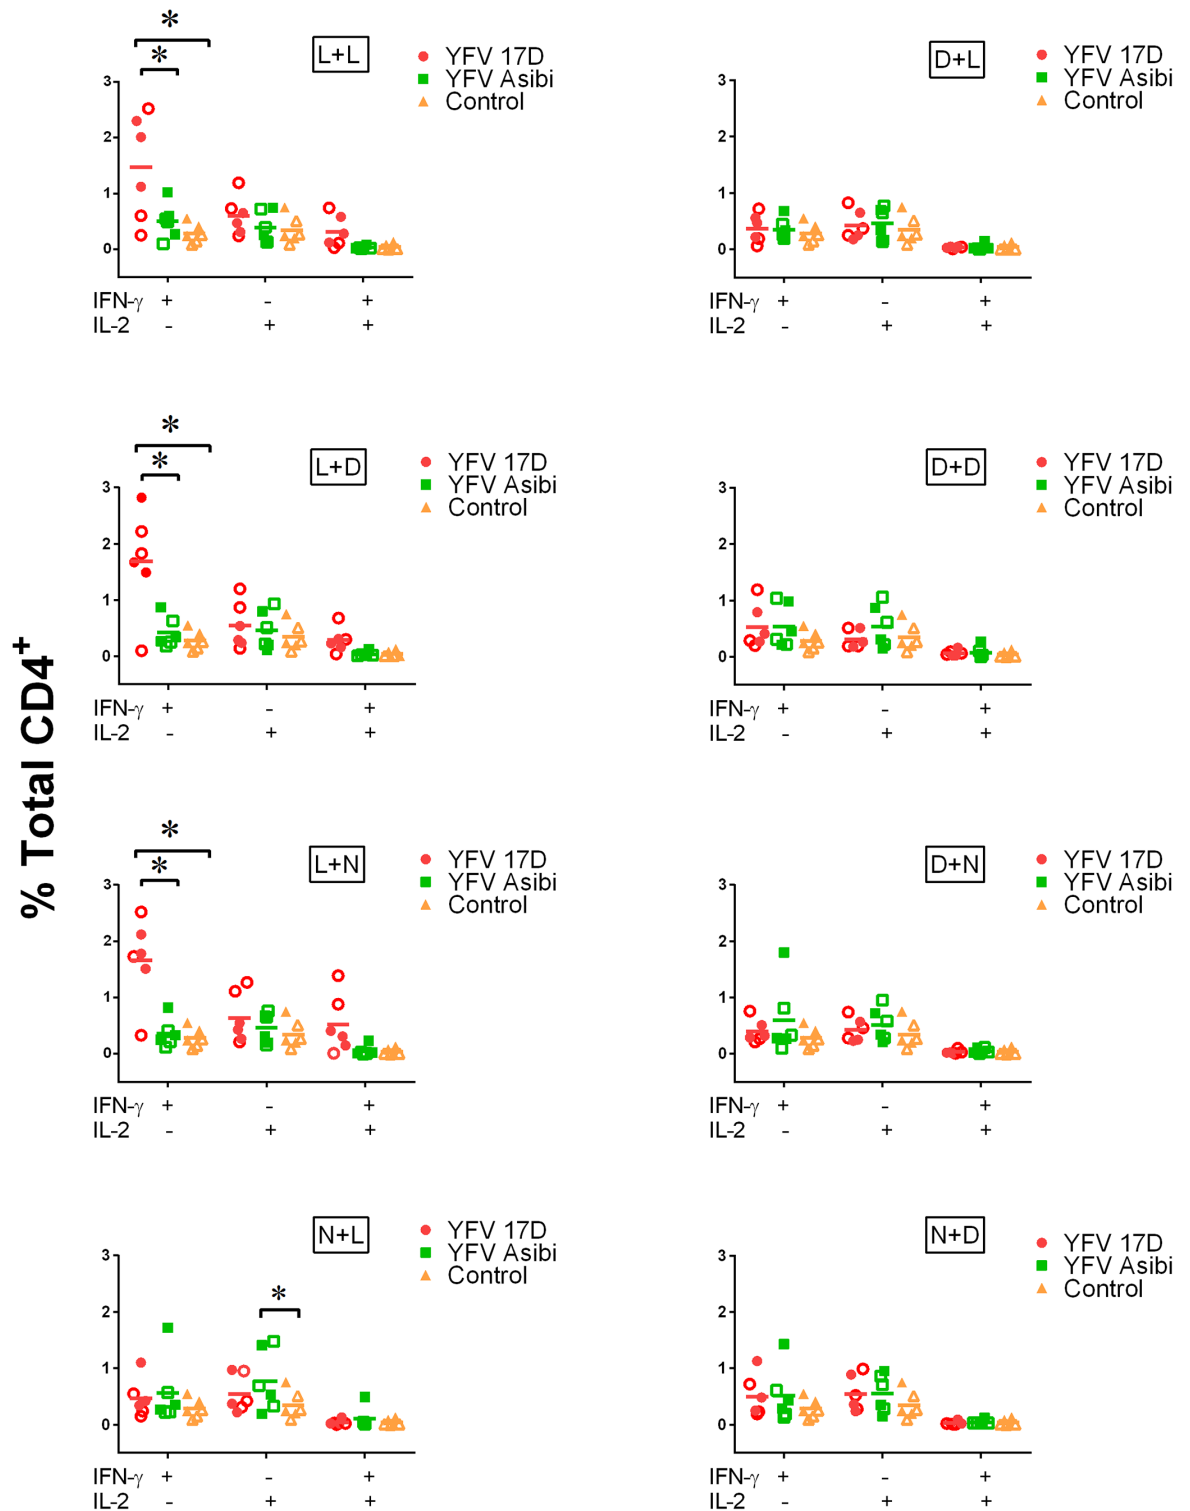 % Total CD4+
* *
L+L
YFV 17D
YFV Asibi
Control
3
2
1
0
IFN-γ + - +
IL-2 - + +
D+L
YFV 17D
YFV Asibi
Control
3
2
1
0
IFN-γ + - +
IL-2 - + +
* *
L+D
YFV 17D
YFV Asibi
Control
3
2
1
0
IFN-γ + - +
IL-2 - + +
D+D
YFV 17D
YFV Asibi
Control
3
2
1
0
IFN-γ + - +
IL-2 - + +
* *
L+N
YFV 17D
YFV Asibi
Control
3
2
1
0
IFN-γ + - +
IL-2 - + +
D+N
YFV 17D
YFV Asibi
Control
3
2
1
0
IFN-γ + - +
IL-2 - + +
N+L
YFV 17D
YFV Asibi
Control
*
3
2
1
0
IFN-γ + - +
IL-2 - + +
N+D
YFV 17D
YFV Asibi
Control
3
2
1
0
IFN-γ + - +
IL-2 - + +